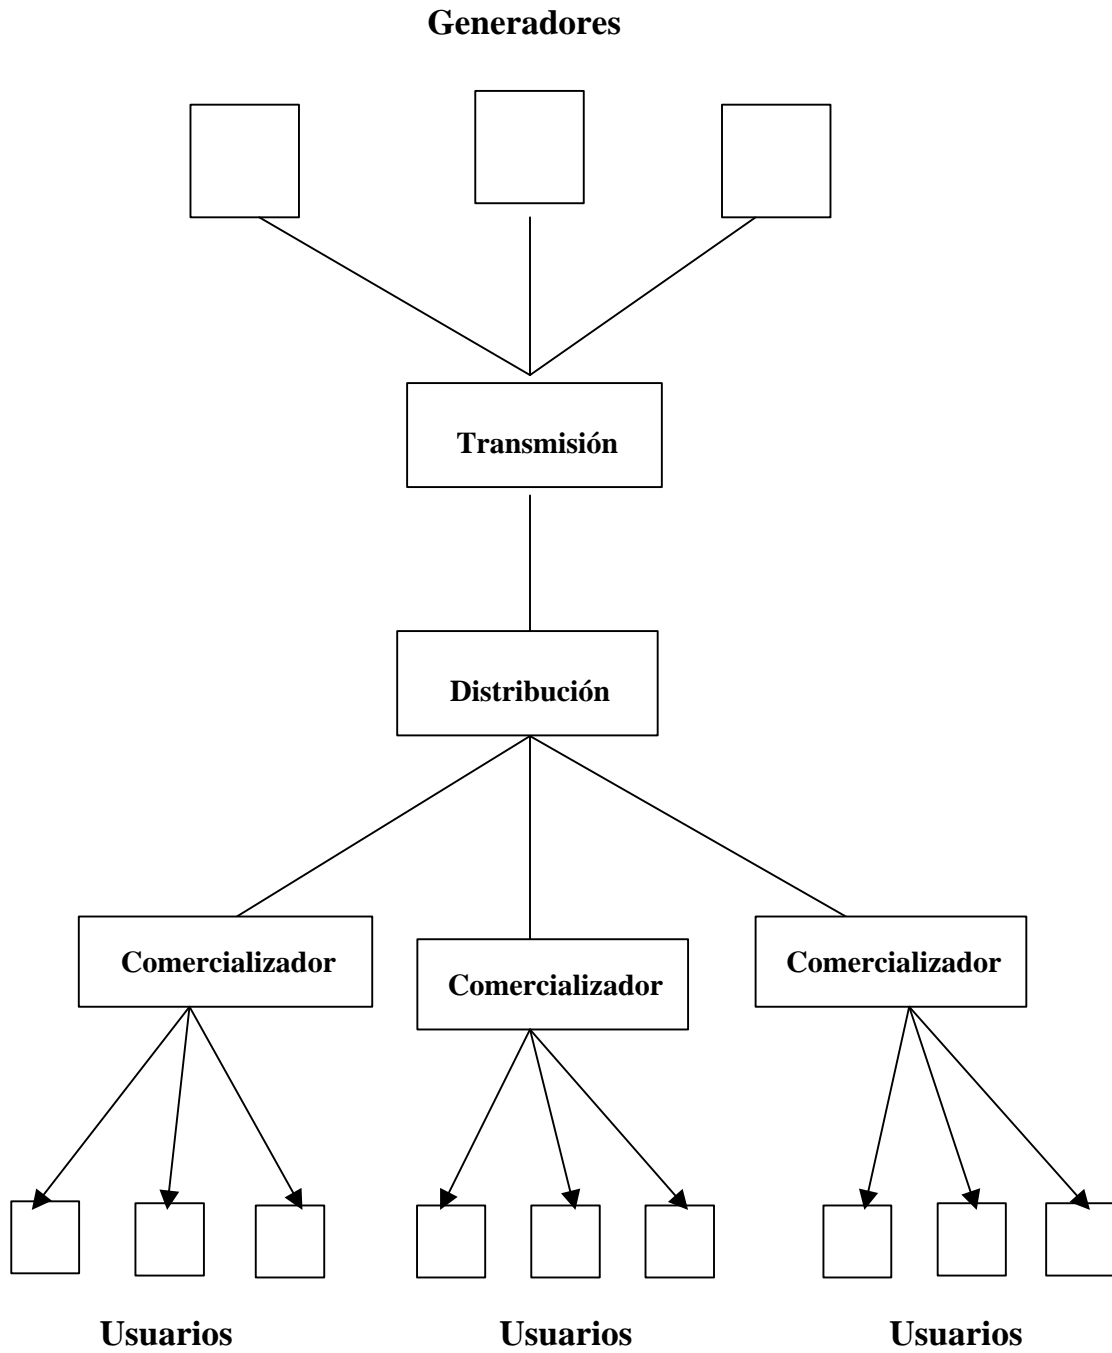 Generadores
Transmisión
Distribución
Comercializador
Comercializador
Comercializador
Usuarios
Usuarios
Usuarios